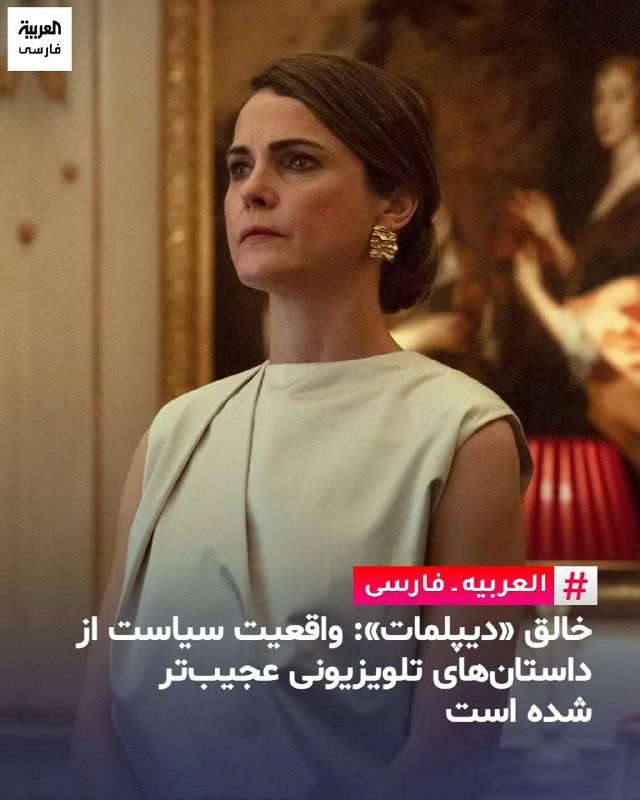 العربية
فارسی
# العربیه ـ فارسی
خالق «دیپلمات»: واقعیت سیاست از
داستان‌های تلویزیونی عجیب‌تر
شده است